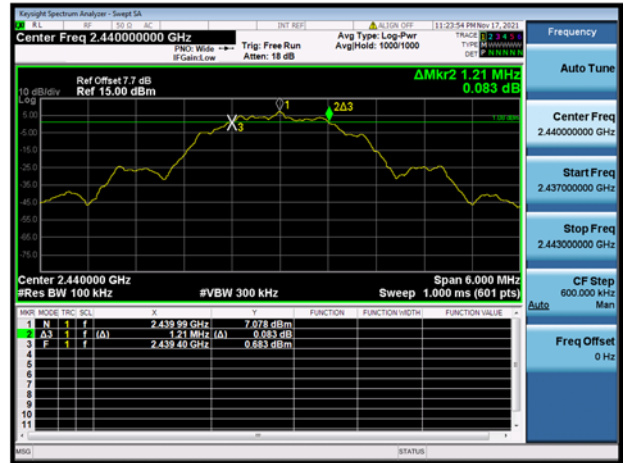 Keysight Spectrum Analyzer - Swept SA
RL RF 50 Ω AC INT REF ALIGN OFF 11:23:54 PM Nov 17, 2021
Center Freq 2.440000000 GHz
PNO: Wide
IFGain:Low
Trig: Free Run
Atten: 18 dB
Avg Type: Log-Pwr
Avg|Hold: 1000/1000
TRACE 1 2 3 4 5 6
TYPE M W W W W W
DET P N N N N N
Ref Offset 7.7 dB
Ref 15.00 dBm
10 dB/div
Log
ΔMkr2 1.21 MHz
0.083 dB
5.00
-5.00
-15.0
-25.0
-35.0
-45.0
-55.0
-65.0
-75.0
1
2Δ3
3
Center 2.440000 GHz
Span 6.000 MHz
#Res BW 100 kHz
#VBW 300 kHz
Sweep 1.000 ms (601 pts)
MKR MODE TRC SCL X Y FUNCTION FUNCTION WIDTH FUNCTION VALUE
1 N 1 f 2.439 99 GHz 7.078 dBm
2 Δ3 1 f (Δ) 1.21 MHz (Δ) 0.083 dB
3 F 1 f 2.439 40 GHz 0.683 dBm
4
5
6
7
8
9
10
11
MSG
STATUS
Frequency
Auto Tune
Center Freq
2.440000000 GHz
Start Freq
2.437000000 GHz
Stop Freq
2.443000000 GHz
CF Step
600.000 kHz
Auto Man
Freq Offset
0 Hz